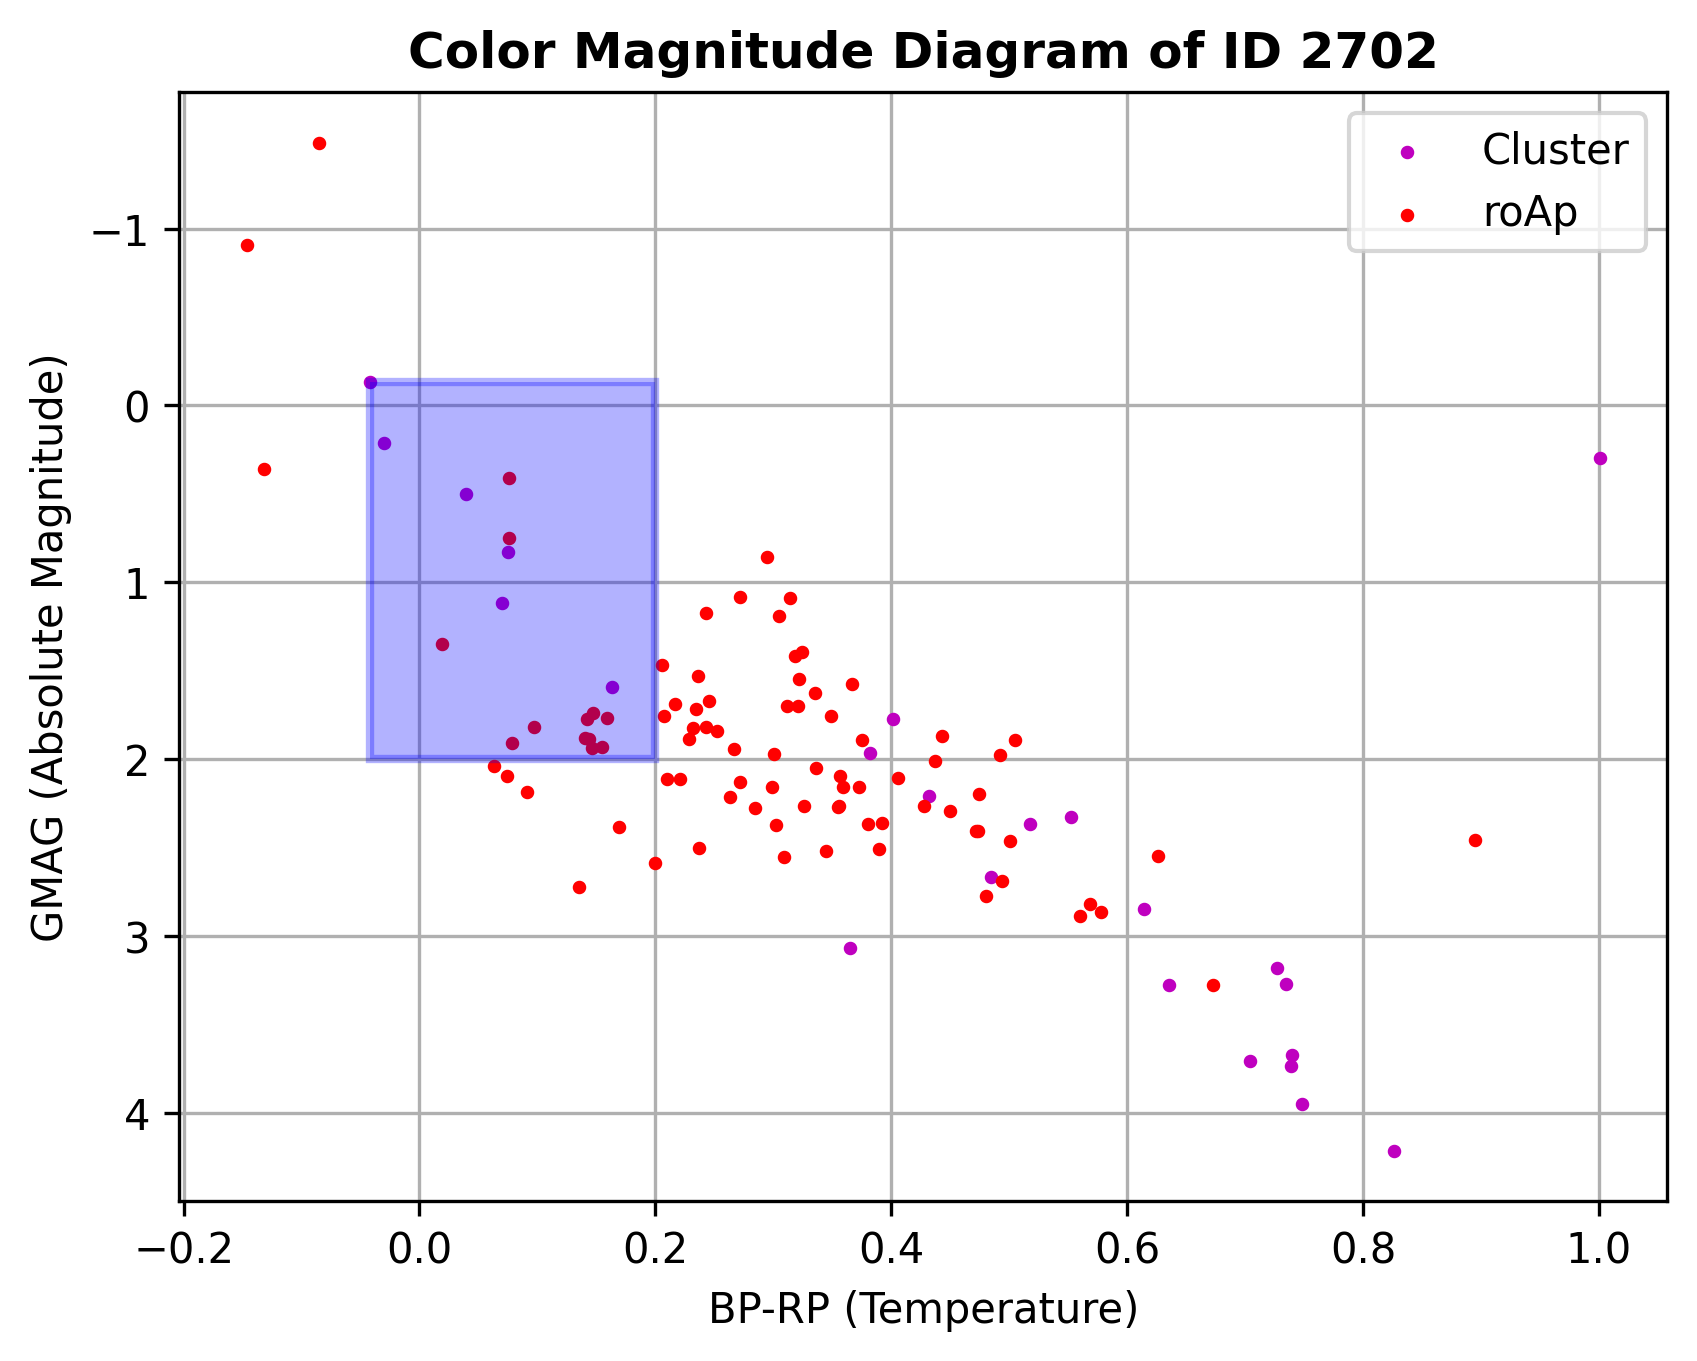 Color Magnitude Diagram of ID 2702
Cluster
roAp
GMAG (Absolute Magnitude)
−1
0
1
2
3
4
−0.2 0.0 0.2 0.4 0.6 0.8 1.0
BP-RP (Temperature)